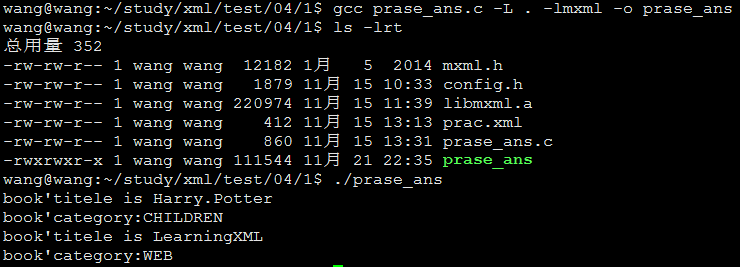 wang@wang:~/study/xml/test/04/1$ gcc prase_ans.c -L . -lmxml -o prase_ans
wang@wang:~/study/xml/test/04/1$ ls -lrt
总用量 352
-rw-rw-r-- 1 wang wang  12182 1月   5  2014 mxml.h
-rw-rw-r-- 1 wang wang   1879 11月 15 10:33 config.h
-rw-rw-r-- 1 wang wang 220974 11月 15 11:39 libmxml.a
-rw-rw-r-- 1 wang wang    412 11月 15 13:13 prac.xml
-rw-rw-r-- 1 wang wang    860 11月 15 13:31 prase_ans.c
-rwxrwxr-x 1 wang wang 111544 11月 21 22:35 prase_ans
wang@wang:~/study/xml/test/04/1$ ./prase_ans
book'titele is Harry.Potter
book'category:CHILDREN
book'titele is LearningXML
book'category:WEB